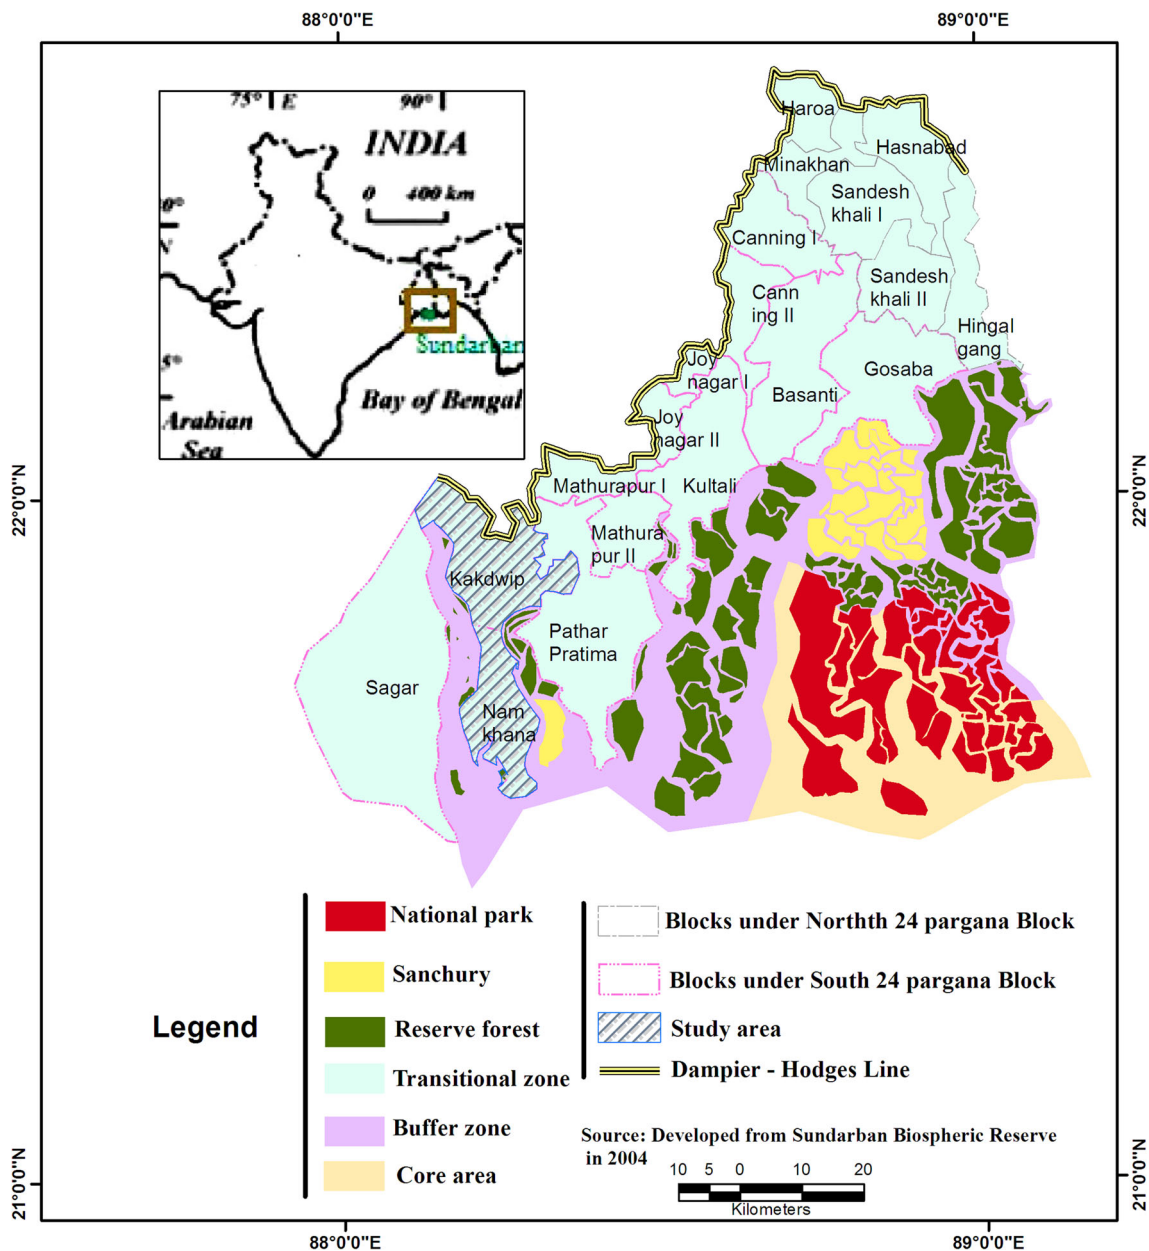 88°0'0"E
89°0'0"E
75° E
90°
INDIA
0 400 km
Sundarban
Bay of Bengal
Arabian
Sea
Haroa
Hasnabad
Minakhan
Sandesh
khali I
Canning I
Sandesh
khali II
Cann
ing II
Hingal
gang
Joy
nagar I
Gosaba
Basanti
Joy
nagar II
22°0'0"N
22°0'0"N
Mathurapur I
Kultali
Mathura
pur II
Kakdwip
Pathar
Pratima
Sagar
Nam
khana
Legend
National park
Sanchury
Reserve forest
Transitional zone
Buffer zone
Core area
Blocks under Northth 24 pargana Block
Blocks under South 24 pargana Block
Study area
Dampier - Hodges Line
Source: Developed from Sundarban Biospheric Reserve
in 2004
10 5 0 10 20
Kilometers
21°0'0"N
21°0'0"N
88°0'0"E
89°0'0"E